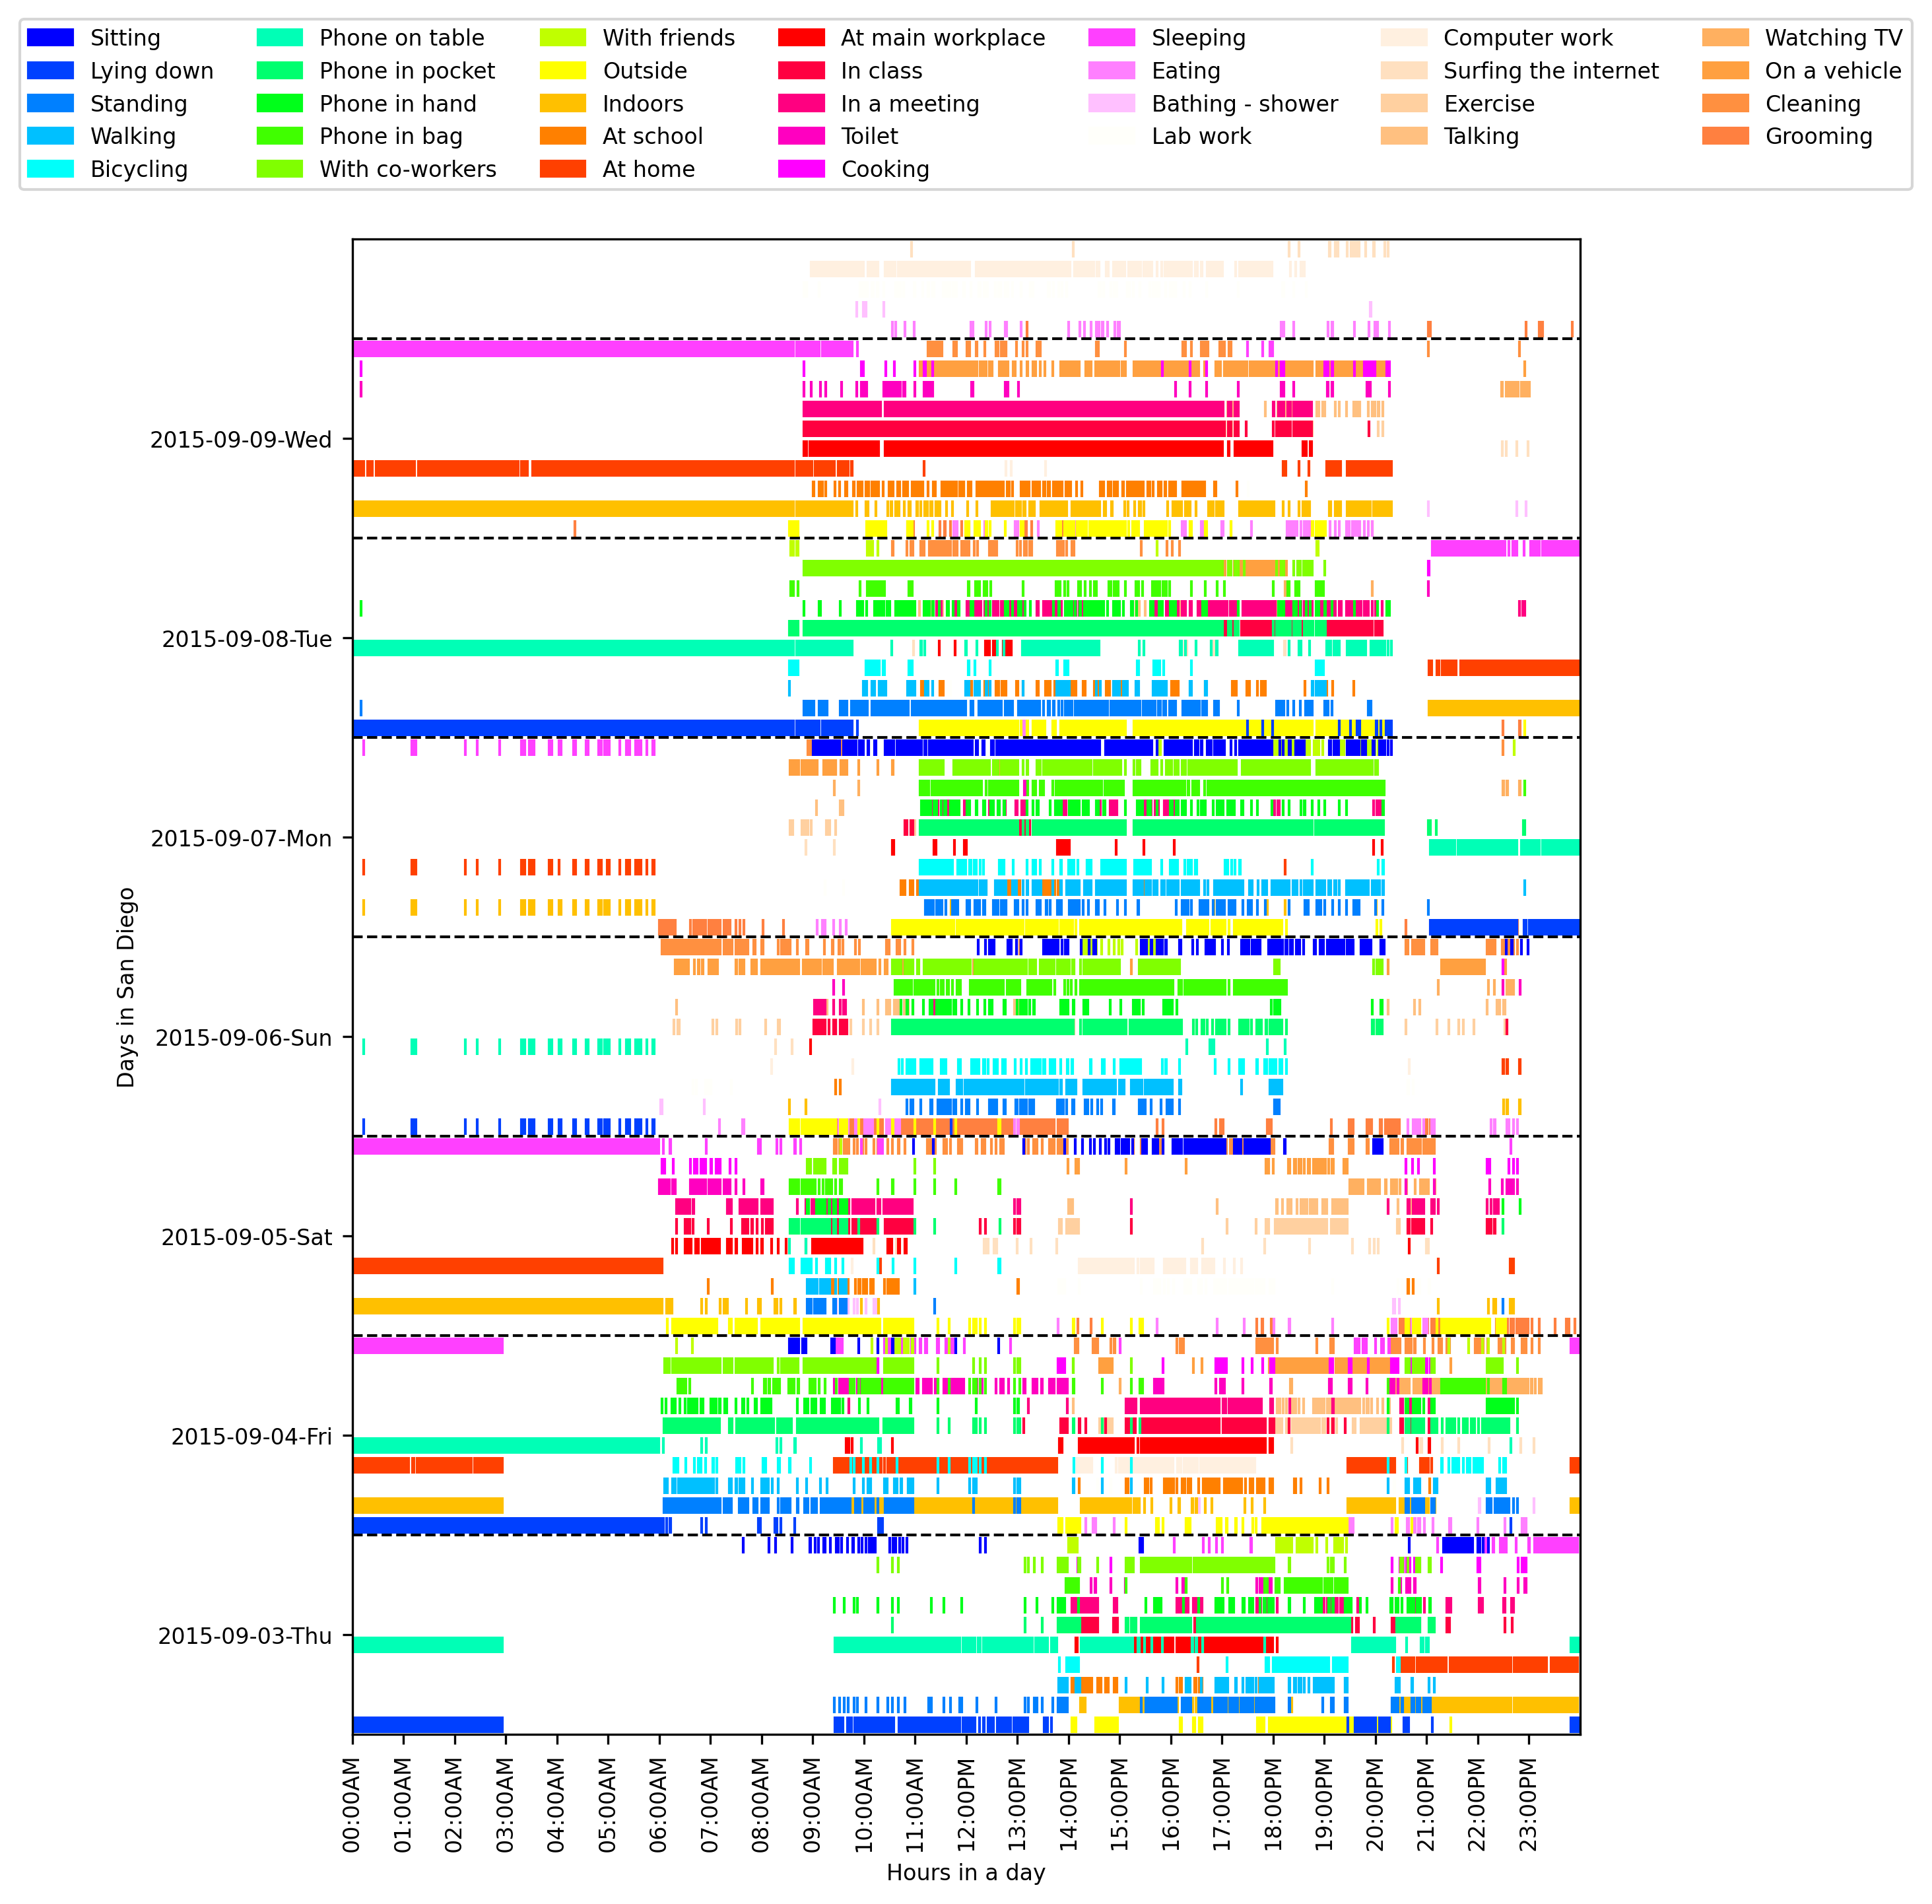 Sitting
Lying down
Standing
Walking
Bicycling
Phone on table
Phone in pocket
Phone in hand
Phone in bag
With co-workers
With friends
Outside
Indoors
At school
At home
At main workplace
In class
In a meeting
Toilet
Cooking
Sleeping
Eating
Bathing - shower
Lab work
Computer work
Surfing the internet
Exercise
Talking
Watching TV
On a vehicle
Cleaning
Grooming
Days in San Diego
2015-09-09-Wed
2015-09-08-Tue
2015-09-07-Mon
2015-09-06-Sun
2015-09-05-Sat
2015-09-04-Fri
2015-09-03-Thu
00:00AM
01:00AM
02:00AM
03:00AM
04:00AM
05:00AM
06:00AM
07:00AM
08:00AM
09:00AM
10:00AM
11:00AM
12:00PM
13:00PM
14:00PM
15:00PM
16:00PM
17:00PM
18:00PM
19:00PM
20:00PM
21:00PM
22:00PM
23:00PM
Hours in a day